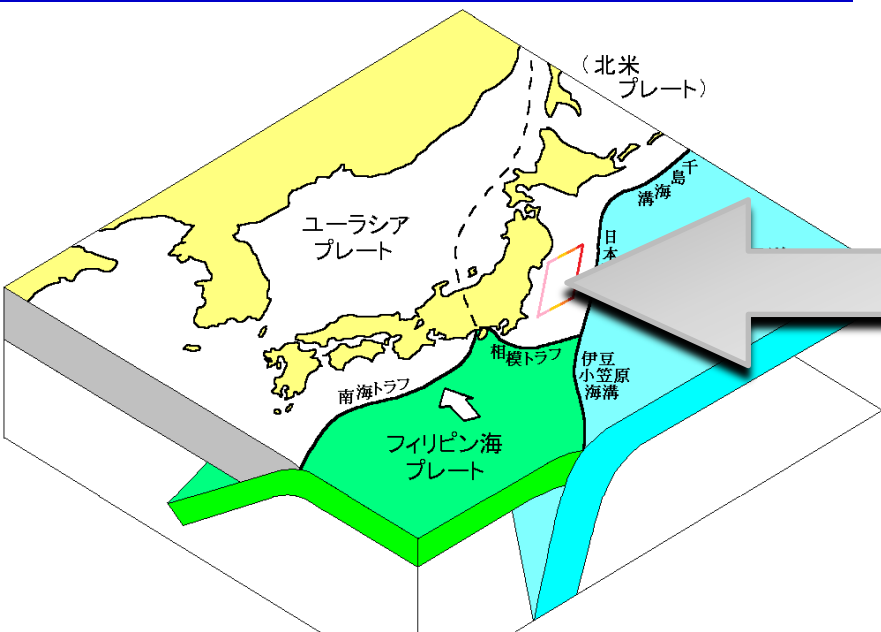 （北米
プレート）
千島海溝
ユーラシア
プレート
日本
相模トラフ
伊豆
小笠原
海溝
南海トラフ
フィリピン海
プレート